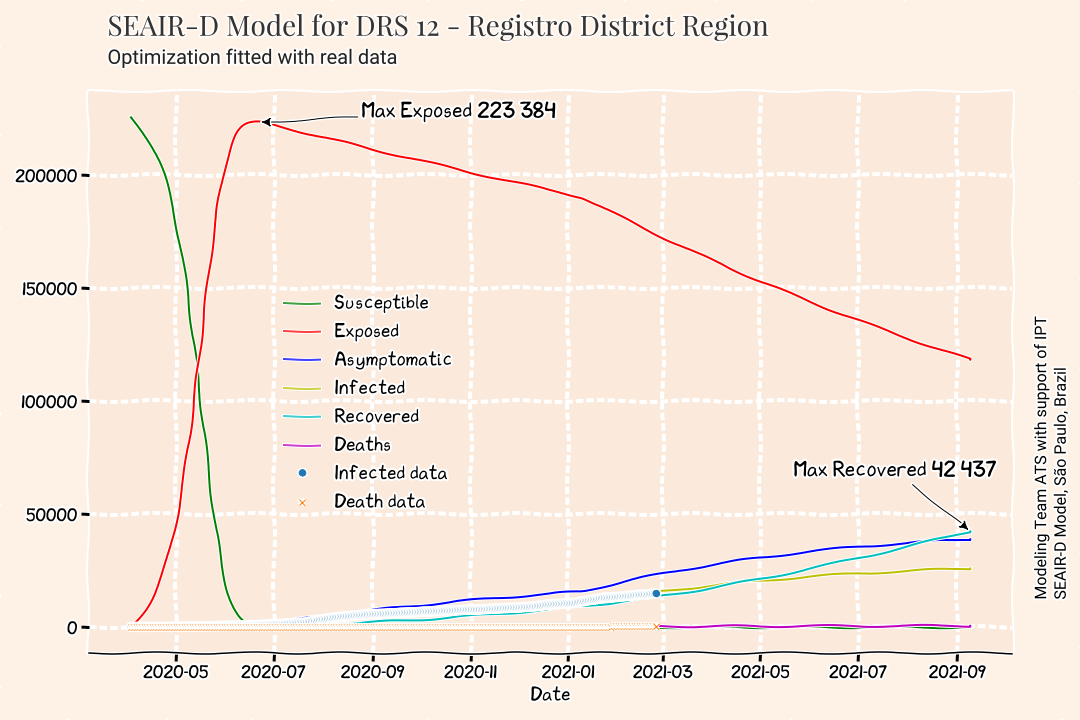 SEAIR-D Model for DRS 12 - Registro District Region
Optimization fitted with real data
Max Exposed 223 384
200000
150000
100000
50000
0
Susceptible
Exposed
Asymptomatic
Infected
Recovered
Deaths
Infected data
Death data
Max Recovered 42 437
2020-05 2020-07 2020-09 2020-11 2021-01 2021-03 2021-05 2021-07 2021-09
Date
Modeling Team ATS with support of IPT
SEAIR-D Model, São Paulo, Brazil